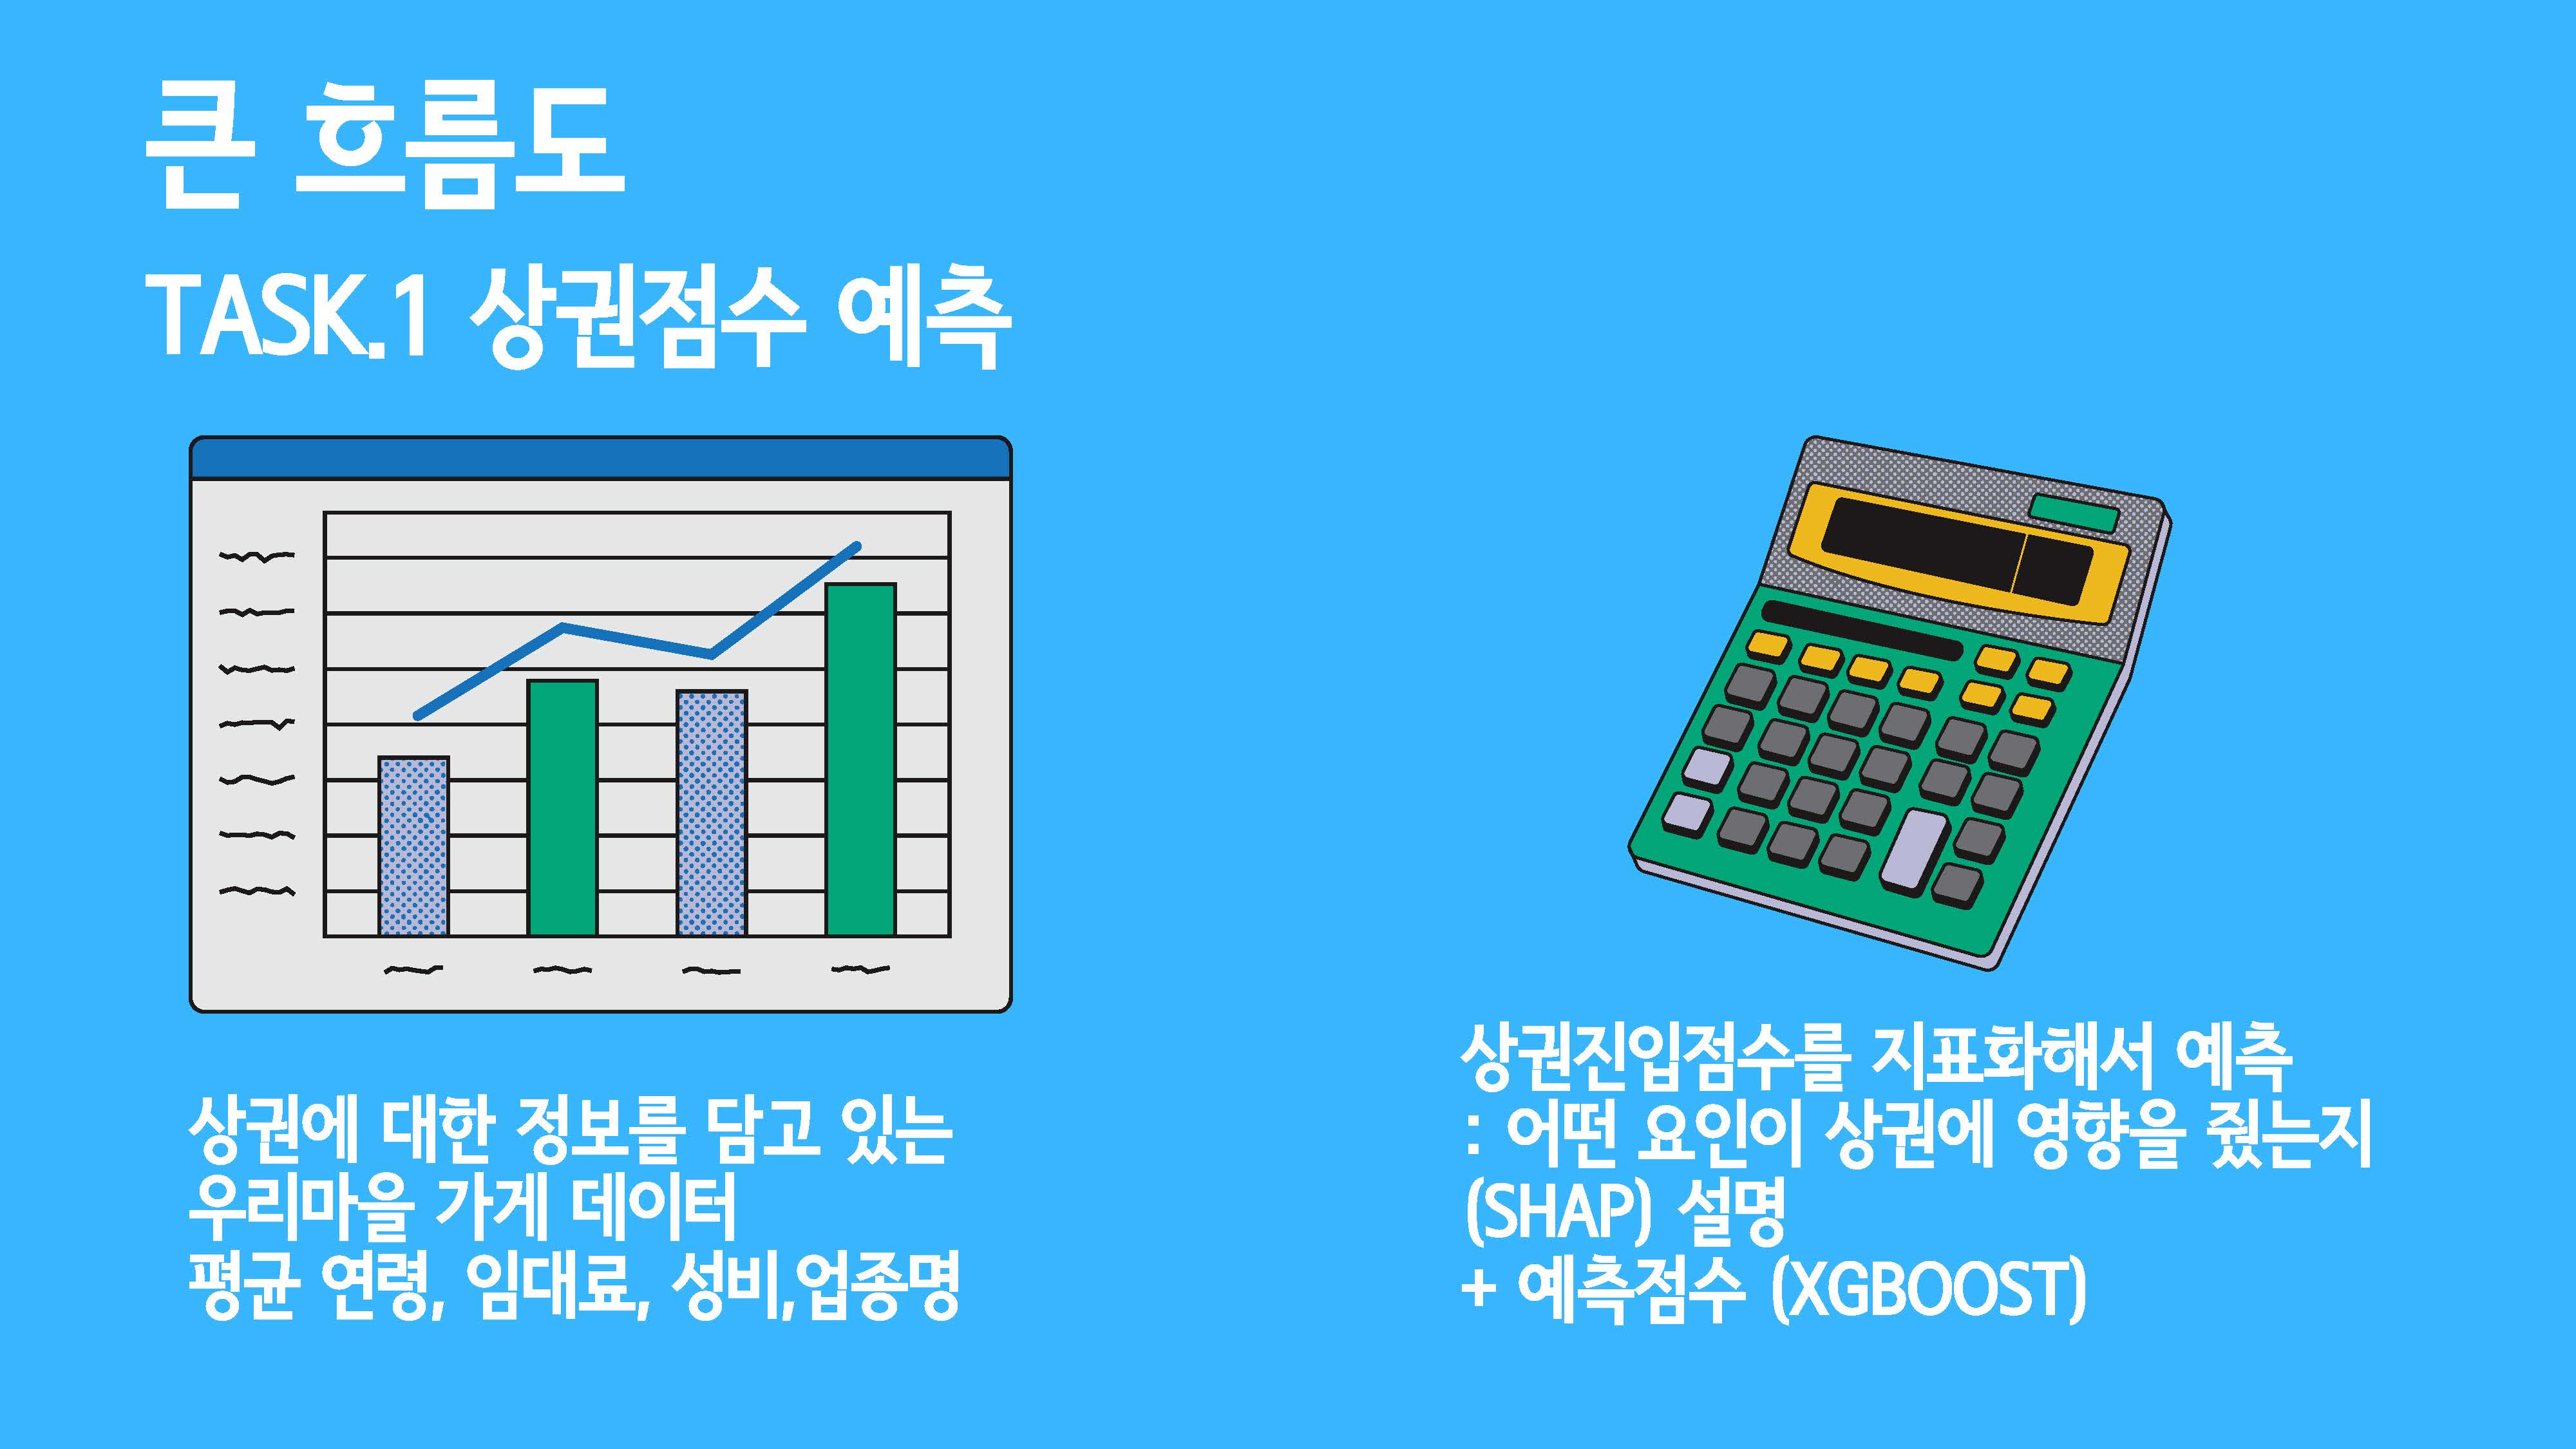 큰 흐름도
TASK.1 상권점수 예측
상권에 대한 정보를 담고 있는
우리마을 가게 데이터
평균 연령, 임대료, 성비,업종명
상권진입점수를 지표화해서 예측
: 어떤 요인이 상권에 영향을 줬는지
(SHAP) 설명
+ 예측점수 (XGBOOST)